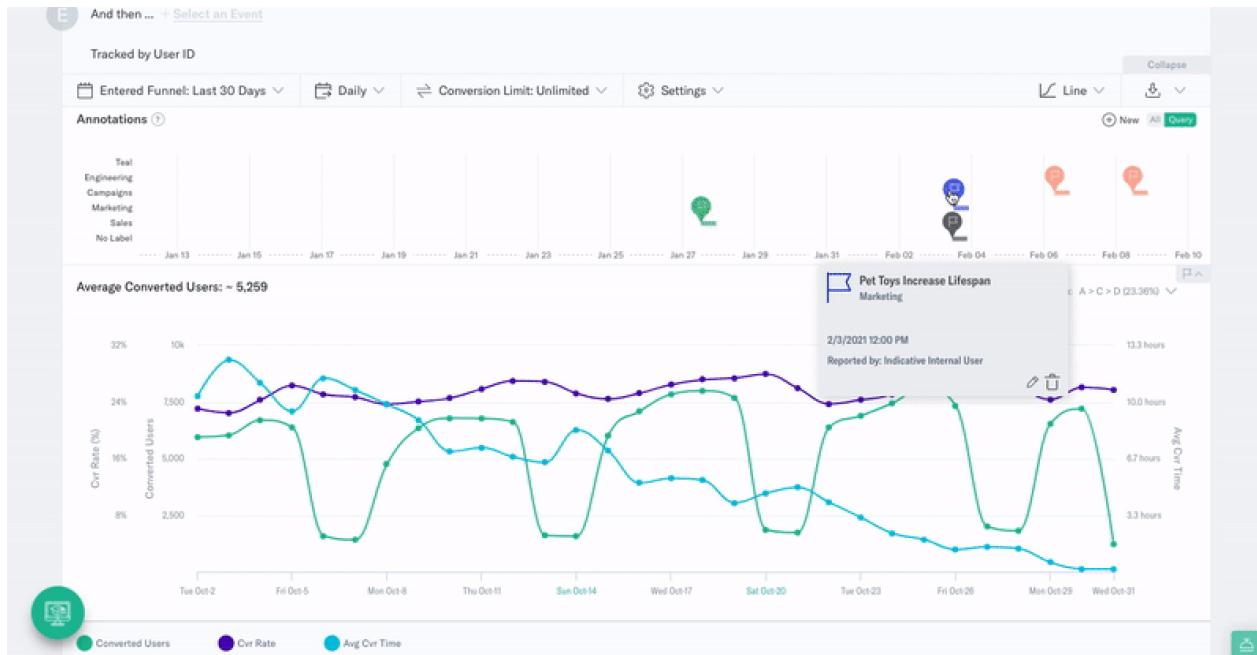 E And then ... + Select an Event
Tracked by User ID
Collapse
Entered Funnel: Last 30 Days Daily Conversion Limit: Unlimited Settings Line
Annotations ? New All Query
Teal
Engineering
Campaigns
Marketing
Sales
No Label
Jan 13 Jan 15 Jan 17 Jan 19 Jan 21 Jan 23 Jan 25 Jan 27 Jan 29 Jan 31 Feb 02 Feb 04 Feb 06 Feb 08 Feb 10
Average Converted Users: ~ 5,259
A > C > D (23.36%)
Pet Toys Increase Lifespan
Marketing
2/3/2021 12:00 PM
Reported by: Indicative Internal User
32% 10k 13.3 hours
24% 7,500 10.0 hours
16% 5,000 6.7 hours
8% 2,500 3.3 hours
Cvr Rate (%)
Converted Users
Avg Cvr Time
Tue Oct-2 Fri Oct-5 Mon Oct-8 Thu Oct-11 Sun Oct-14 Wed Oct-17 Sat Oct-20 Tue Oct-23 Fri Oct-26 Mon Oct-29 Wed Oct-31
Converted Users Cvr Rate Avg Cvr Time